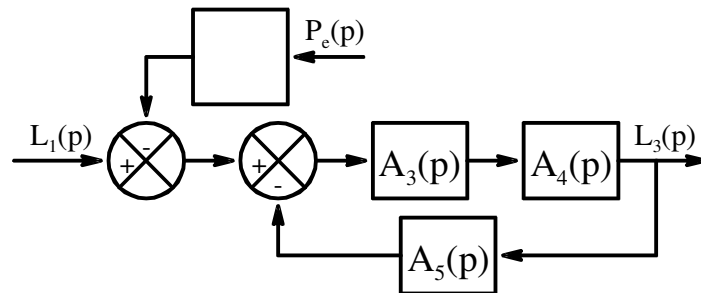 Pₑ(p)
L₁(p)
-
+
+
-
A₃(p)
A₄(p)
L₃(p)
A₅(p)